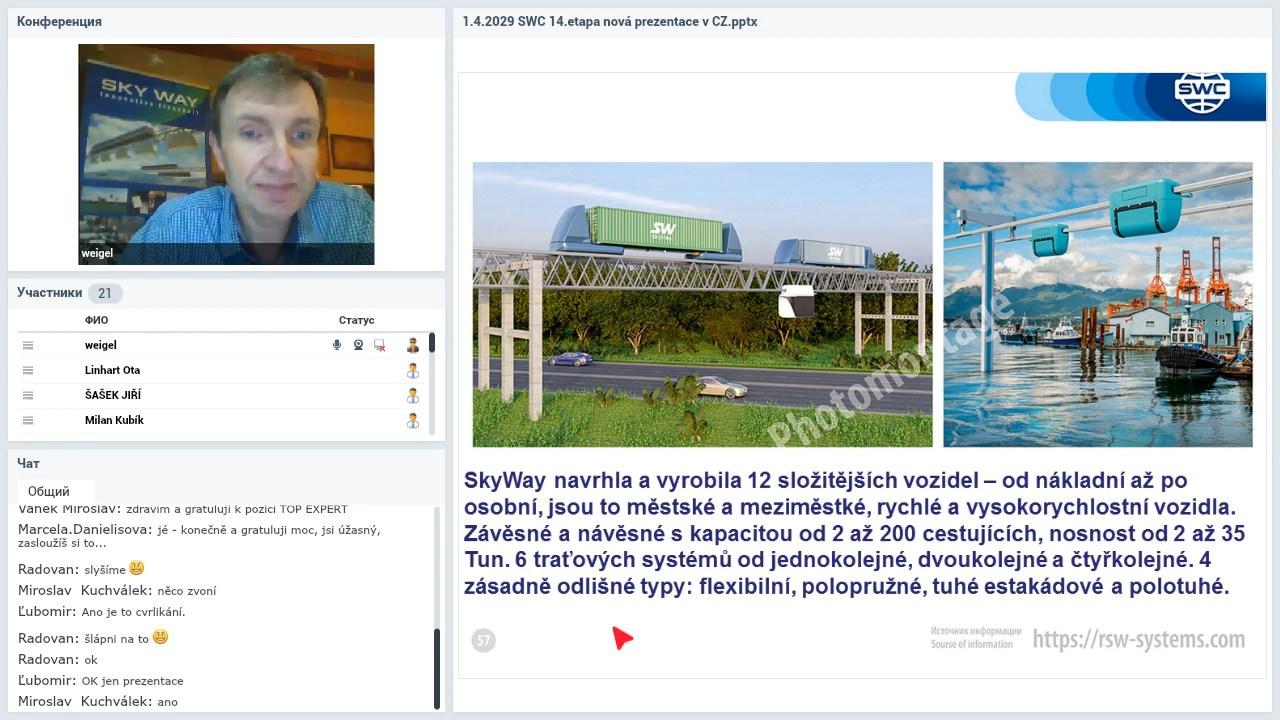 Конференция
SKY WAY
weigel
Участники 21
ФИО Статус
weigel
Linhart Ota
ŠAŠEK JIŘÍ
Milan Kubík
Чат
Общий
Vaněk Miroslav: zdravím a gratuluji k pozici TOP EXPERT
Marcela.Danielisova: jé - konečně a gratuluji moc, jsi úžasný,
zasloužíš si to...
Radovan: slyšíme
Miroslav Kuchválek: něco zvoní
Ľubomir: Ano je to cvrlikání.
Radovan: šlápni na to
Radovan: ok
Ľubomir: OK jen prezentace
Miroslav Kuchválek: ano
1.4.2029 SWC 14.etapa nová prezentace v CZ.pptx
SWC
SW
SkyWay
SW
Photomontage
SkyWay navrhla a vyrobila 12 složitějších vozidel – od nákladní až po
osobní, jsou to městské a meziměstké, rychlé a vysokorychlostní vozidla.
Závěsné a návěsné s kapacitou od 2 až 200 cestujících, nosnost od 2 až 35
Tun. 6 traťových systémů od jednokolejné, dvoukolejné a čtyřkolejné. 4
zásadně odlišné typy: flexibilní, polopružné, tuhé estakádové a polotuhé.
57
Источник информации
Sourse of information
https://rsw-systems.com